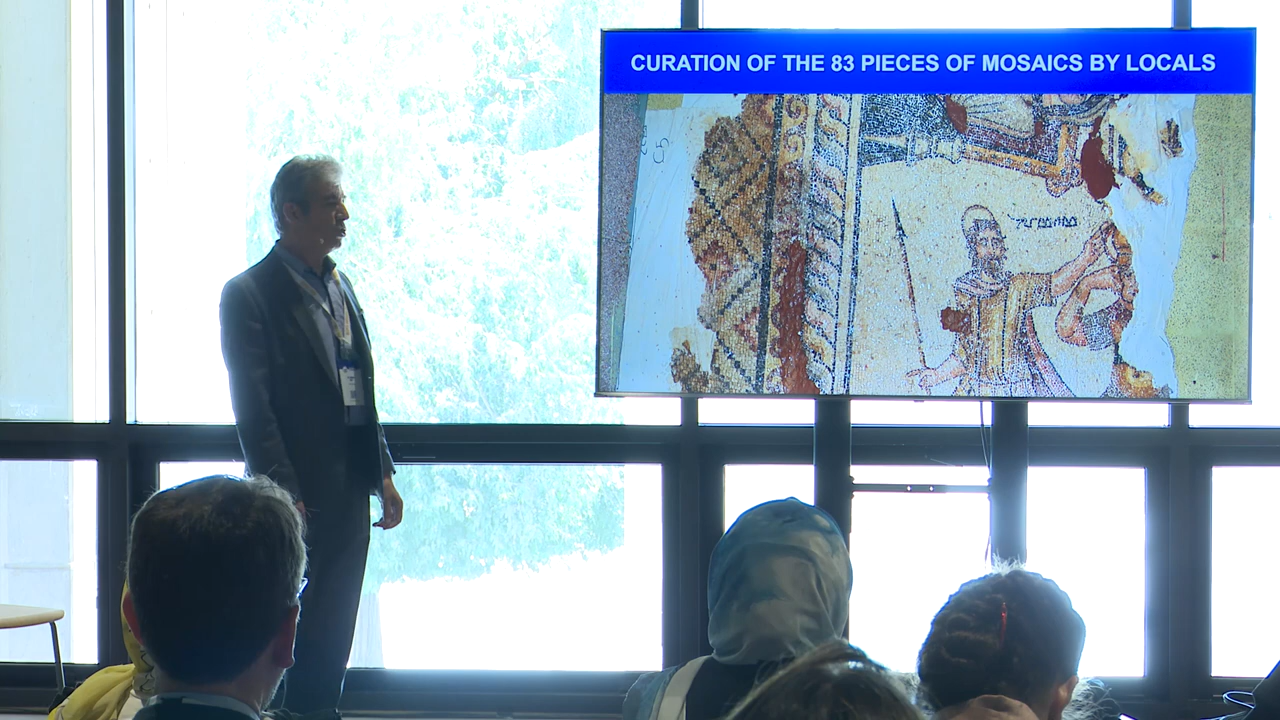 CURATION OF THE 83 PIECES OF MOSAICS BY LOCALS